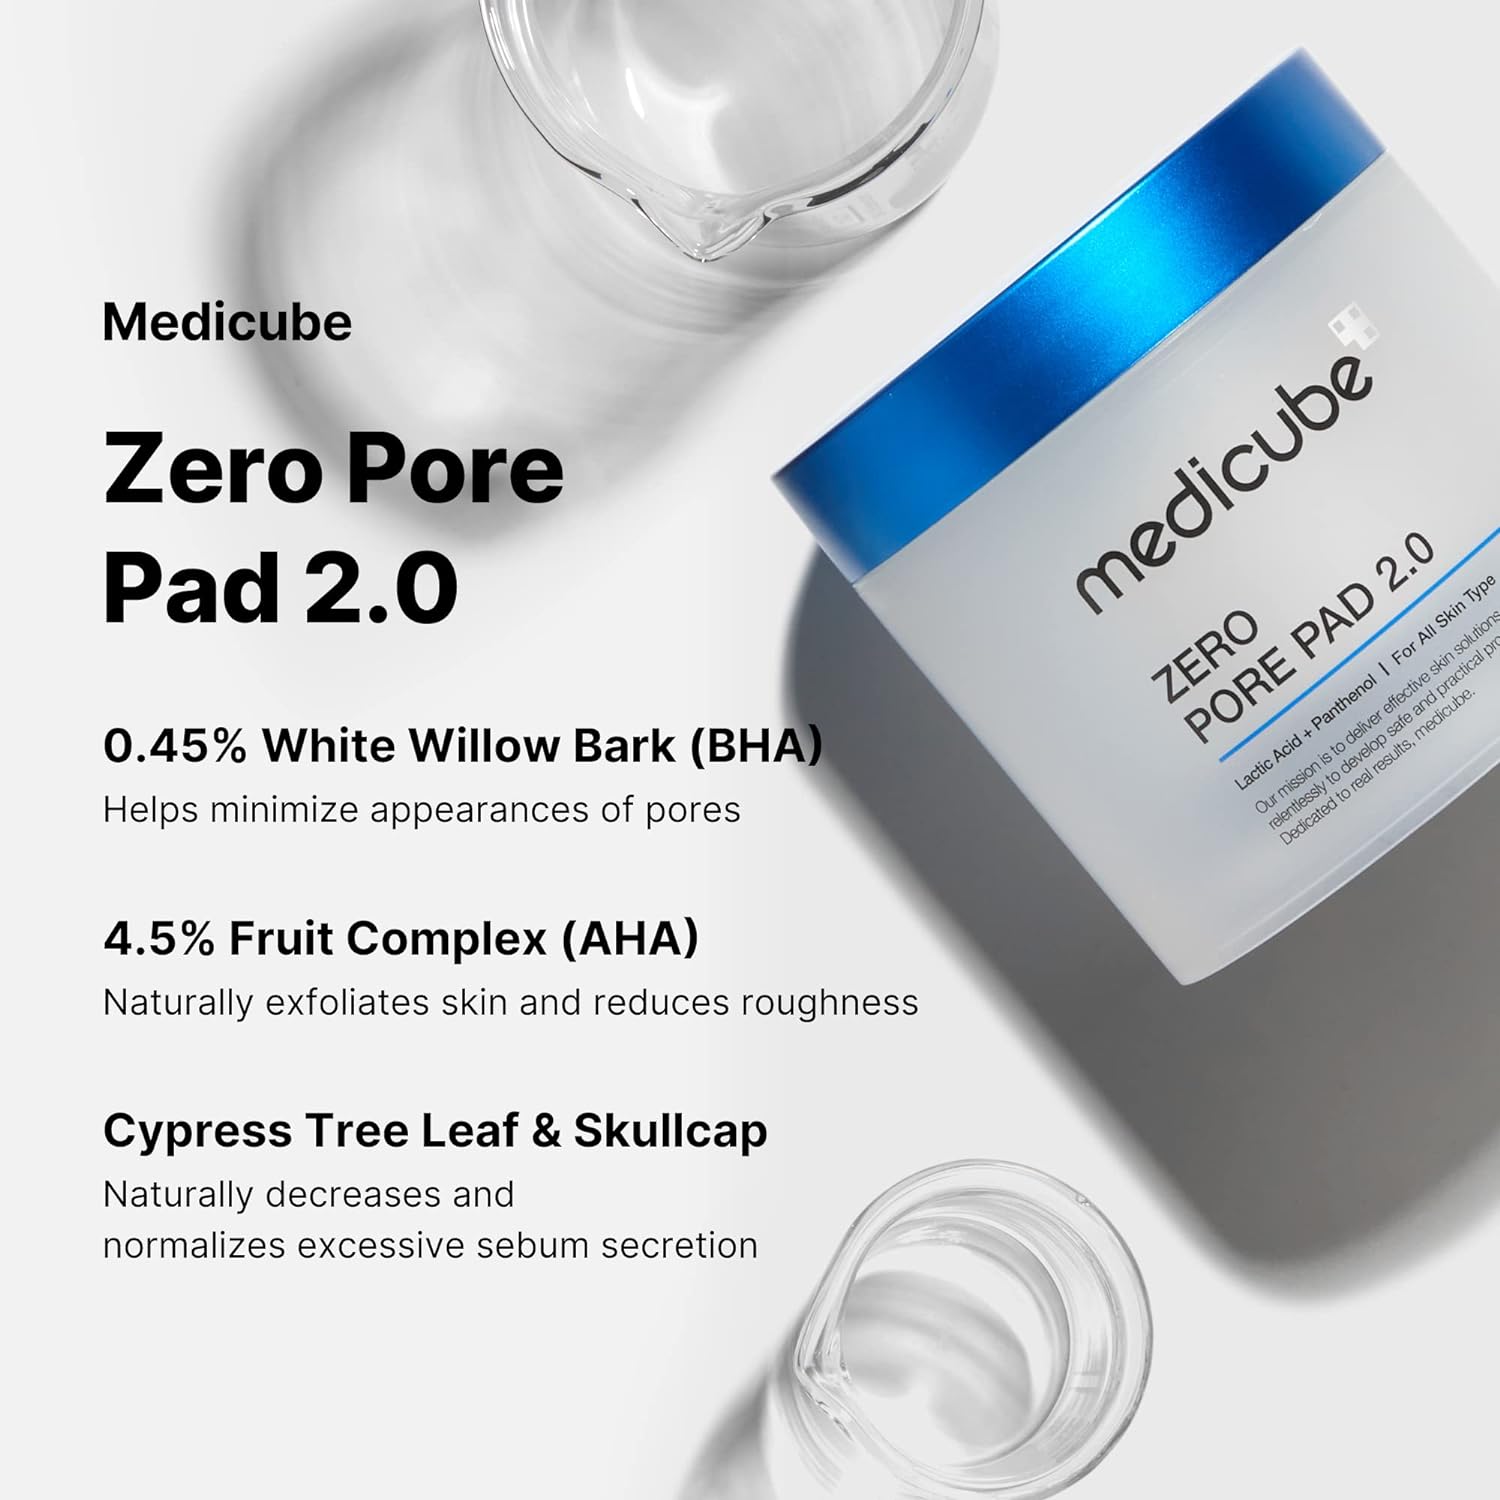 Medicube
Zero Pore
Pad 2.0
0.45% White Willow Bark (BHA)
Helps minimize appearances of pores
4.5% Fruit Complex (AHA)
Naturally exfoliates skin and reduces roughness
Cypress Tree Leaf & Skullcap
Naturally decreases and
normalizes excessive sebum secretion
medicube
ZERO
PORE PAD 2.0
Lactic Acid + Panthenol | For All Skin Type
Our mission is to deliver effective skin solutions
relentlessly to develop safe and practical
Dedicated to real results, medicube.